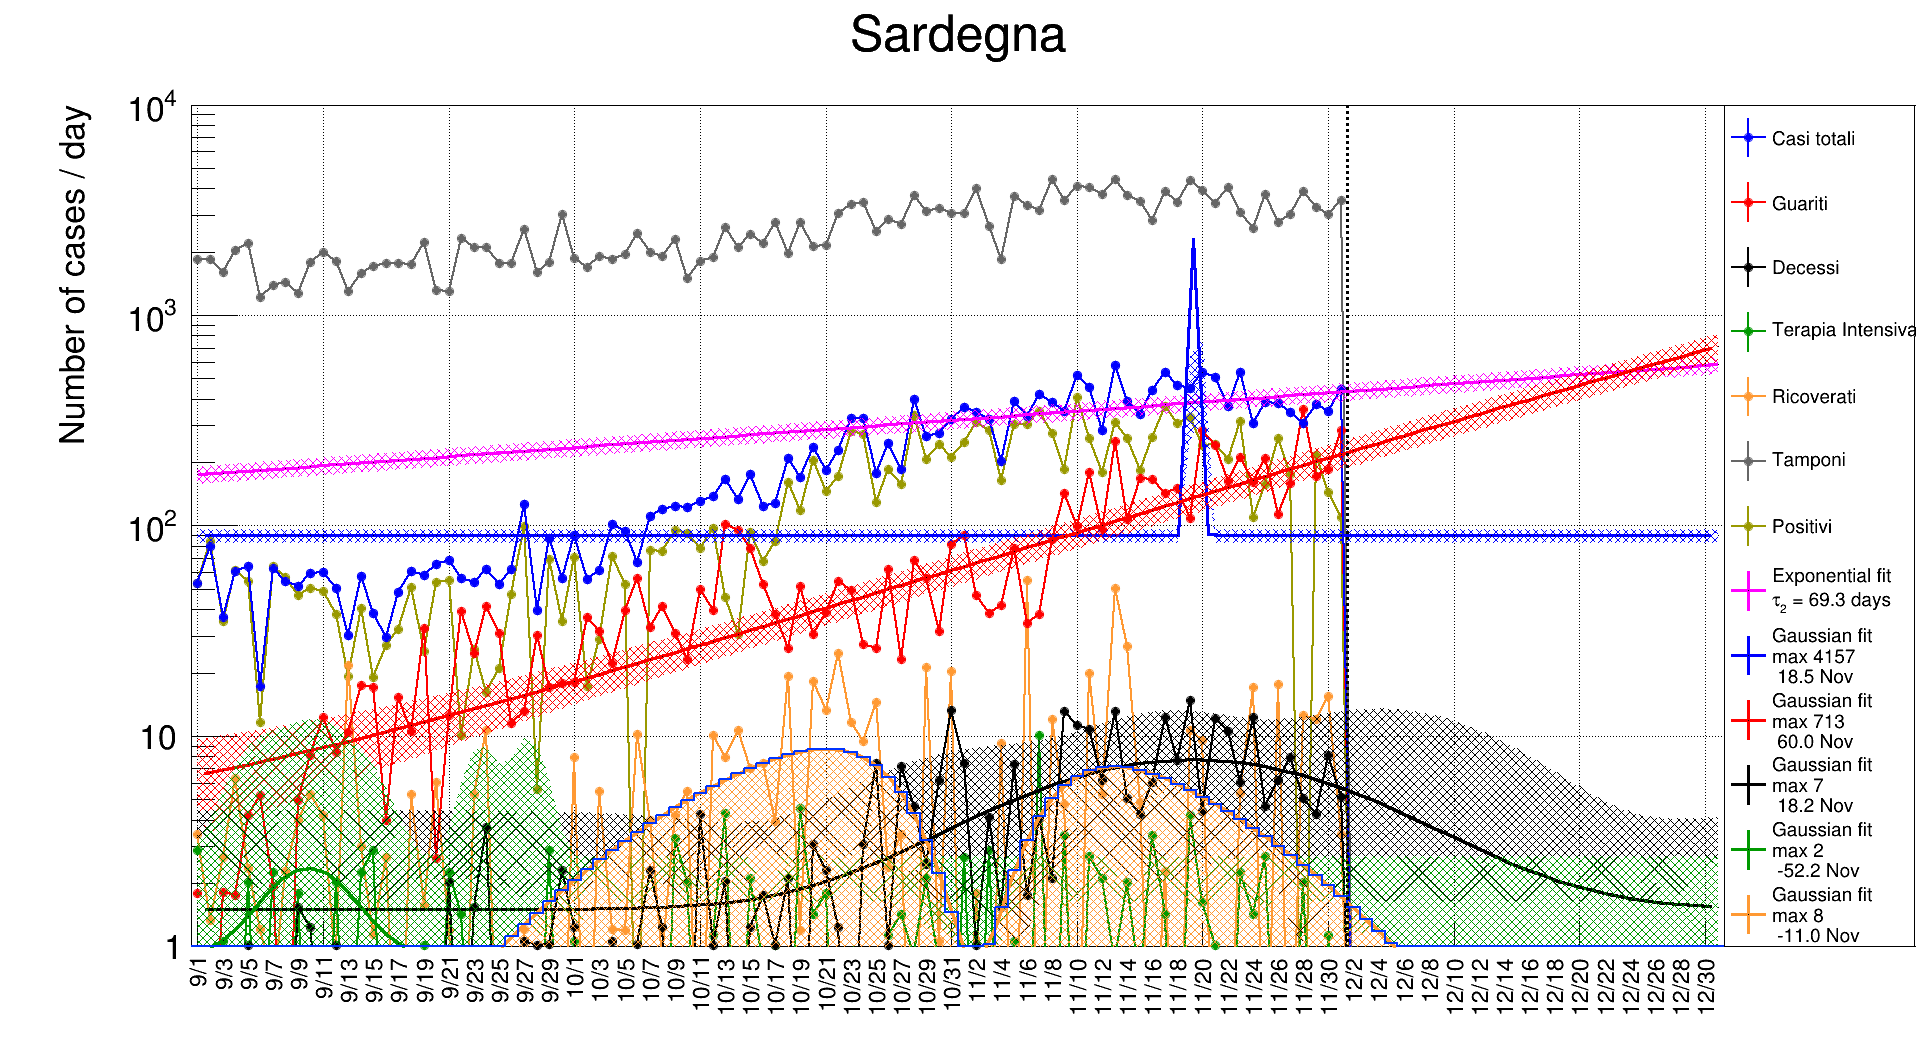 Sardegna
Number of cases / day
10⁴
10³
10²
10
1
9/1
9/3
9/5
9/7
9/9
9/11
9/13
9/15
9/17
9/19
9/21
9/23
9/25
9/27
9/29
10/1
10/3
10/5
10/7
10/9
10/11
10/13
10/15
10/17
10/19
10/21
10/23
10/25
10/27
10/29
10/31
11/2
11/4
11/6
11/8
11/10
11/12
11/14
11/16
11/18
11/20
11/22
11/24
11/26
11/28
11/30
12/2
12/4
12/6
12/8
12/10
12/12
12/14
12/16
12/18
12/20
12/22
12/24
12/26
12/28
12/30
Casi totali
Guariti
Decessi
Terapia Intensiva
Ricoverati
Tamponi
Positivi
Exponential fit
τ₂ = 69.3 days
Gaussian fit
max 4157
18.5 Nov
Gaussian fit
max 713
60.0 Nov
Gaussian fit
max 7
18.2 Nov
Gaussian fit
max 2
-52.2 Nov
Gaussian fit
max 8
-11.0 Nov